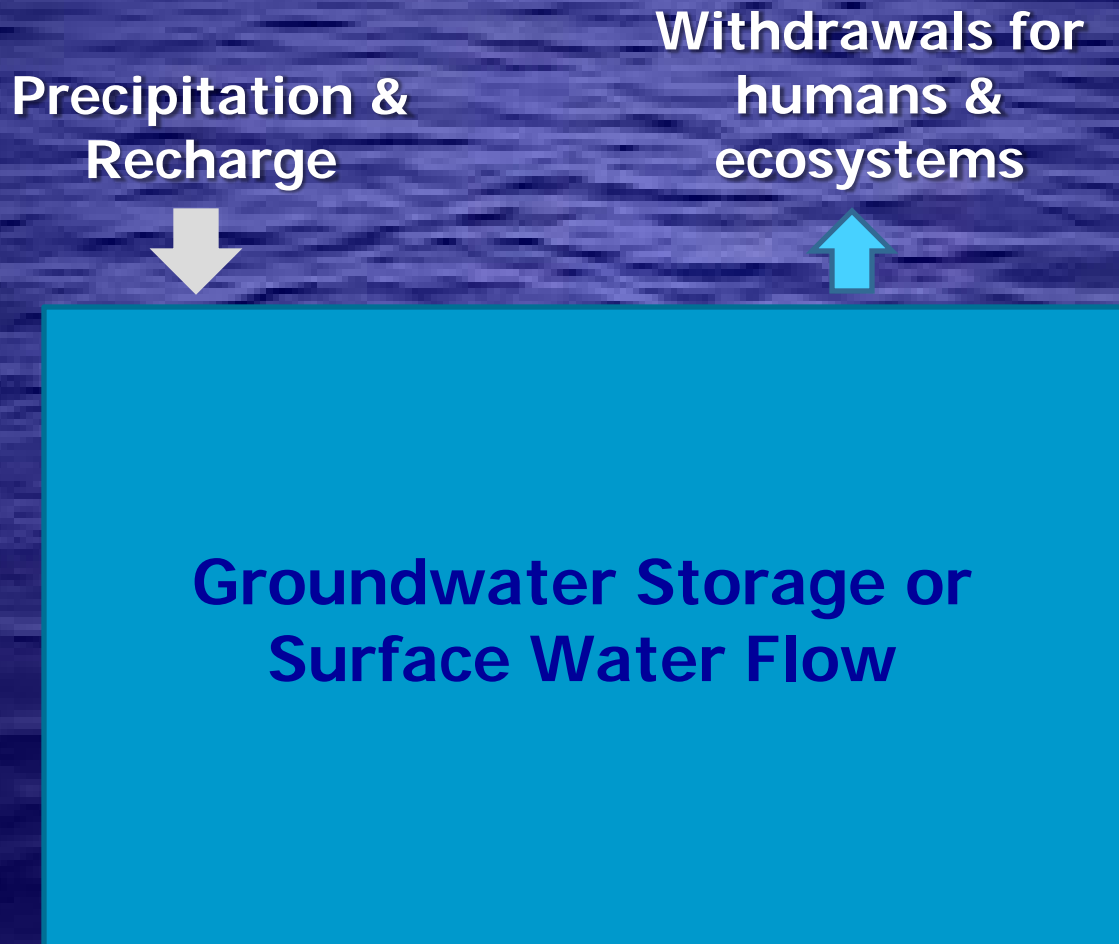 Precipitation &
Recharge
Withdrawals for
humans &
ecosystems
Groundwater Storage or
Surface Water Flow